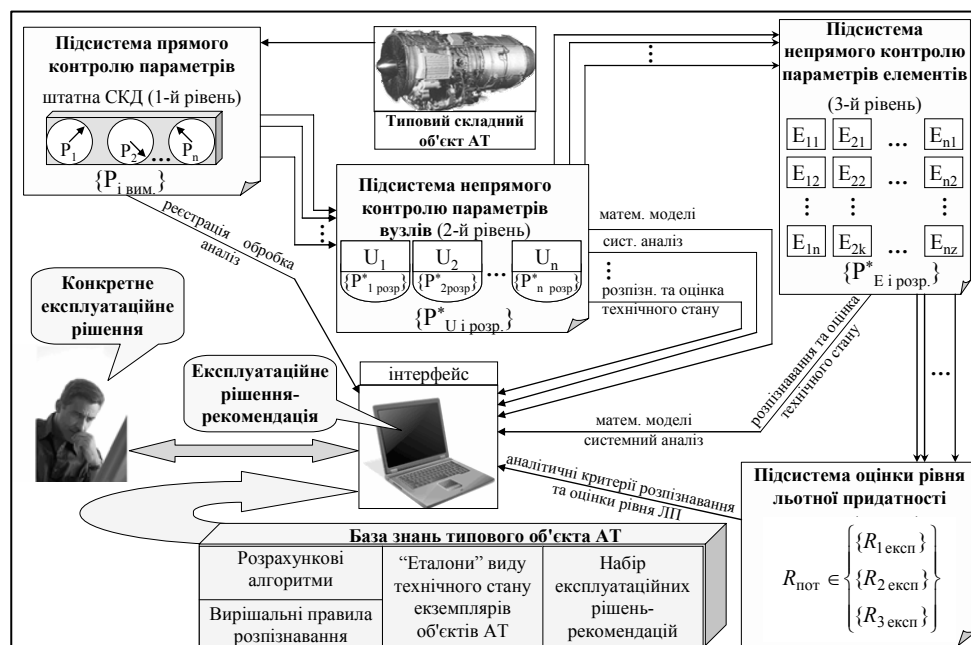 Підсистема прямого
контролю параметрів
штатна СКД (1-й рівень)
P1 P2 ... Pn
{P i вим.}
Типовий складний
об'єкт АТ
Підсистема
непрямого контролю
параметрів елементів
(3-й рівень)
E11 E21 ... En1
E12 E22 ... En2
E1n E2k ... Enz
{P* E i розр.}
Підсистема непрямого
контролю параметрів
вузлів (2-й рівень)
U1 U2 ... Un
{P*1 розр} {P*2розр} {P*n розр}
{P* U i розр.}
матем. моделі
сист. аналіз
розпізн. та оцінка
технічного стану
реєстрація обробка
аналіз
Конкретне
експлуатаційне
рішення
Експлуатаційне
рішення-
рекомендація
інтерфейс
розпізнавання та оцінка
технічного стану
матем. моделі
системний аналіз
аналітичні критерії розпізнавання
та оцінки рівня ЛП
Підсистема оцінки рівня
льотної придатності
Rпот ∈ { {R1 експ}
{R2 експ}
{R3 експ} }
База знань типового об'єкта АТ
Розрахункові
алгоритми
Вирішальні правила
розпізнавання
“Еталони” виду
технічного стану
екземплярів
об'єктів АТ
Набір
експлуатаційних
рішень-
рекомендацій